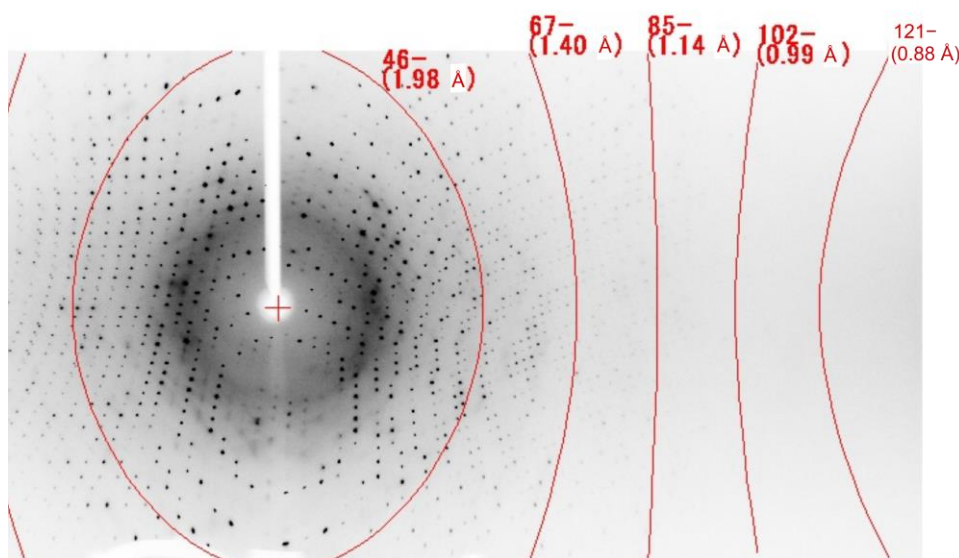 46−
(1.98 Å)
67−
(1.40 Å)
85−
(1.14 Å)
102−
(0.99 Å)
121−
(0.88 Å)